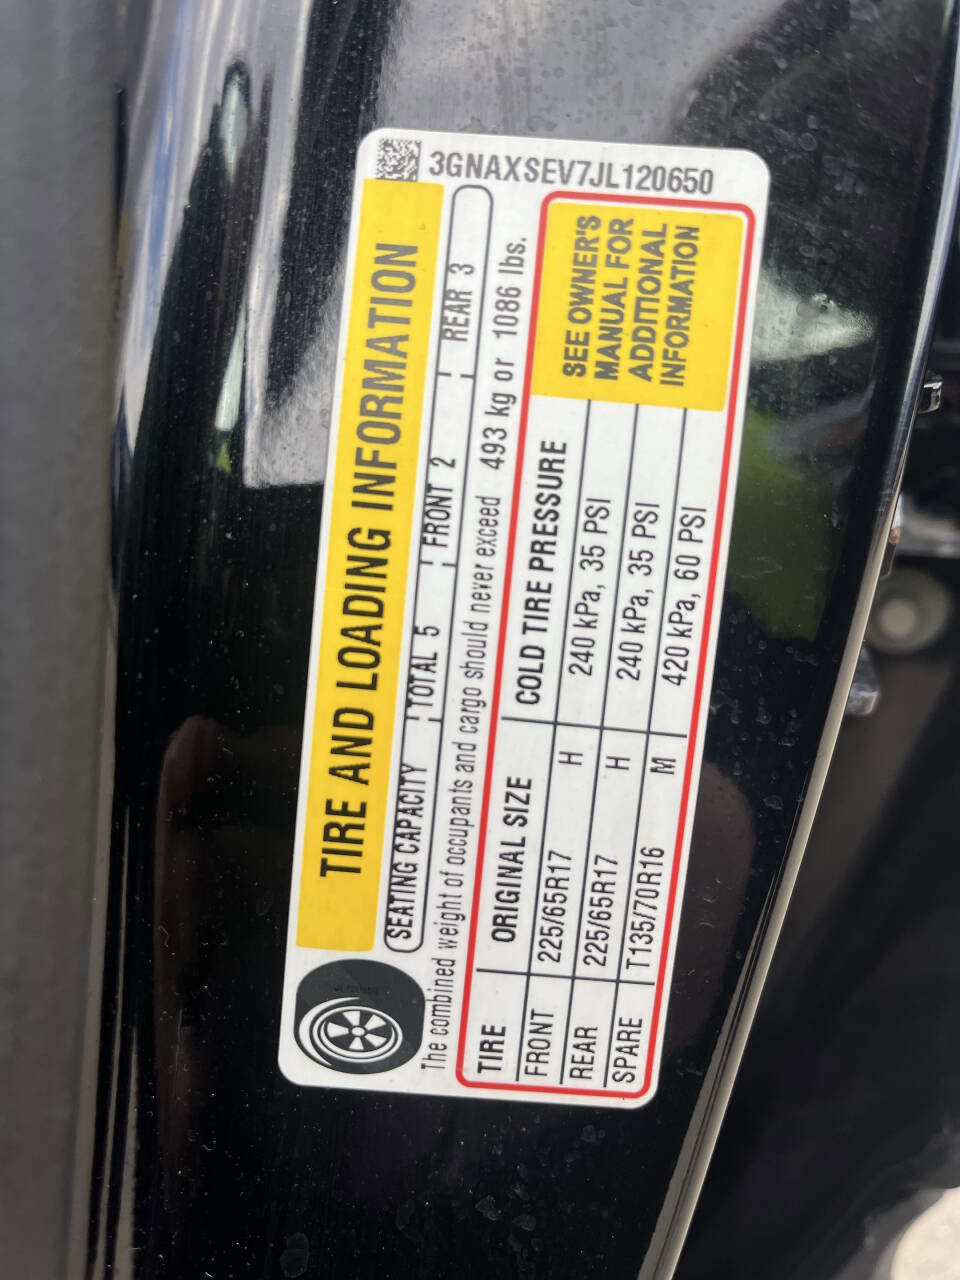 3GNAXSEV7JL120650
TIRE AND LOADING INFORMATION
SEATING CAPACITY TOTAL 5 FRONT 2 REAR 3
The combined weight of occupants and cargo should never exceed 493 kg or 1086 lbs.
TIRE ORIGINAL SIZE COLD TIRE PRESSURE
FRONT 225/65R17 H 240 kPa, 35 PSI
REAR 225/65R17 H 240 kPa, 35 PSI
SPARE T135/70R16 M 420 kPa, 60 PSI
SEE OWNER'S
MANUAL FOR
ADDITIONAL
INFORMATION